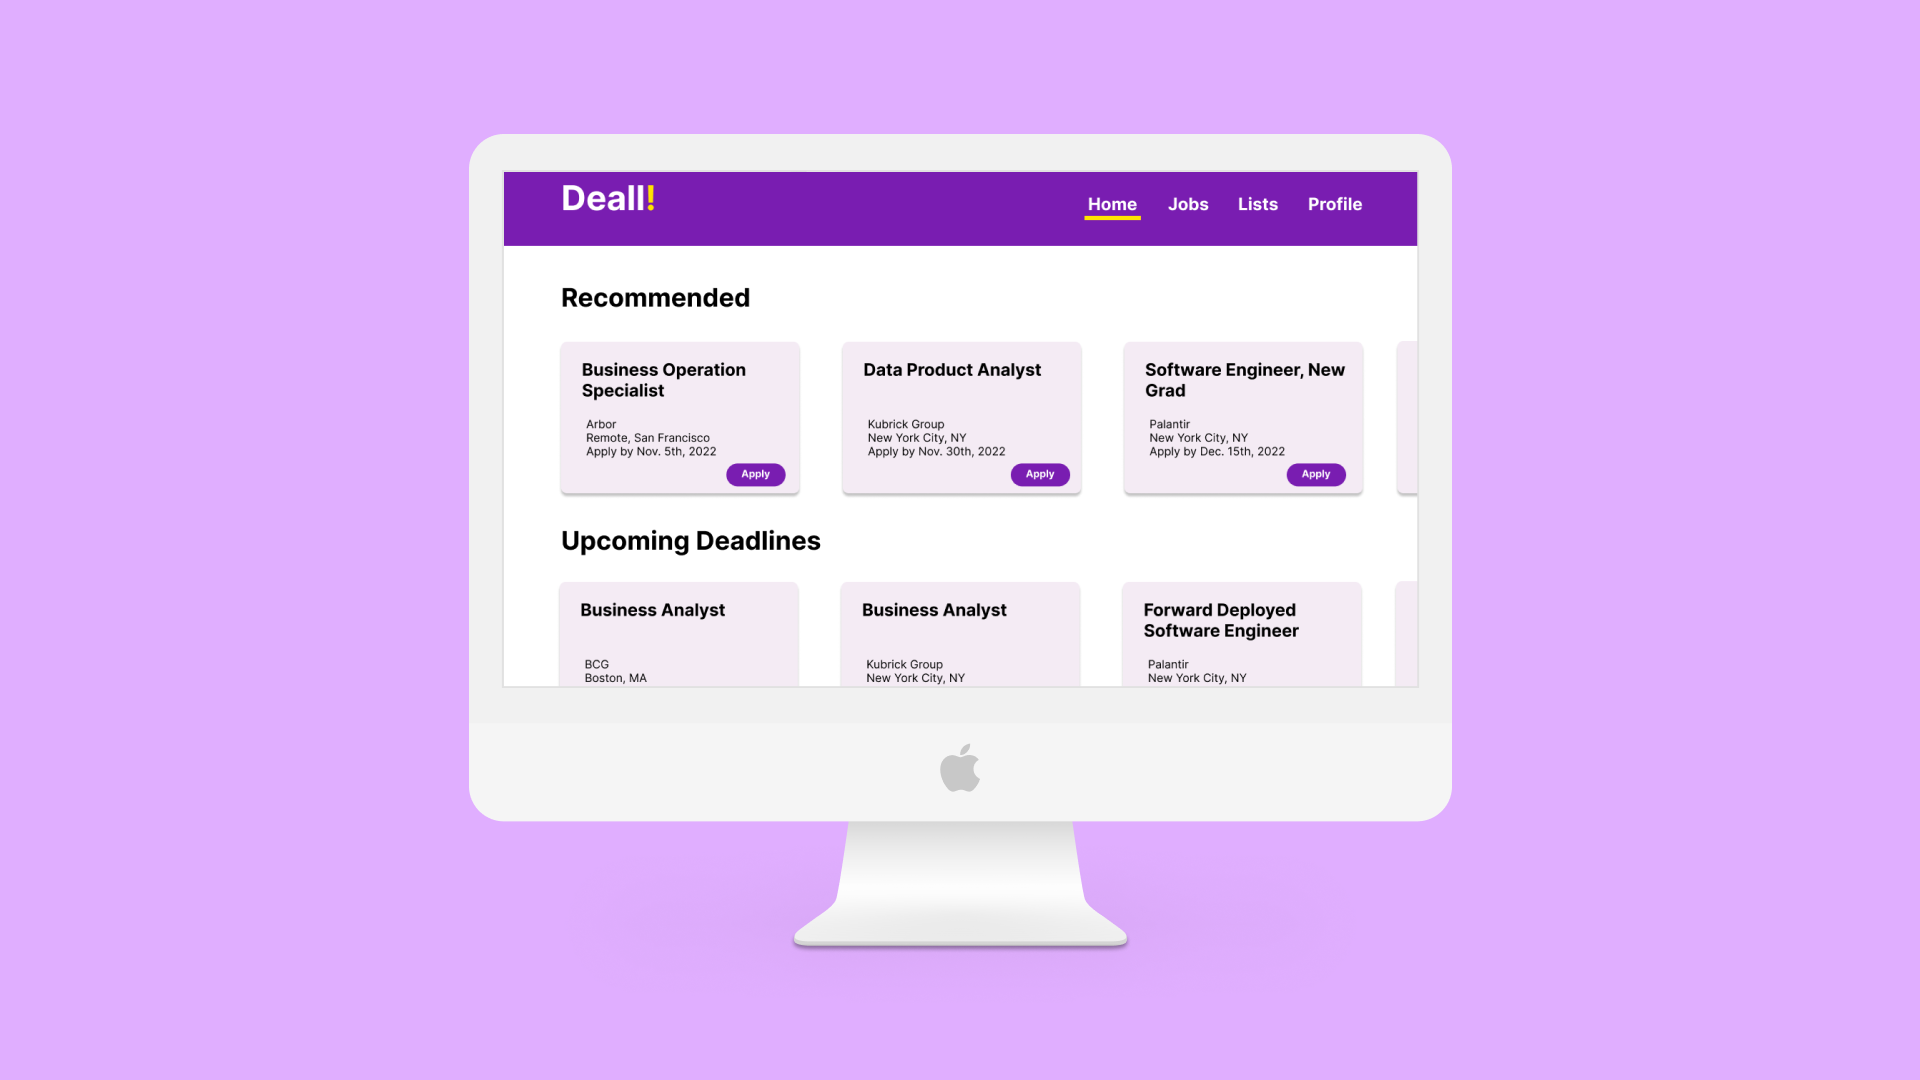 Deall!
Home Jobs Lists Profile
Recommended
Business Operation
Specialist
Arbor
Remote, San Francisco
Apply by Nov. 5th, 2022
Apply
Data Product Analyst
Kubrick Group
New York City, NY
Apply by Nov. 30th, 2022
Apply
Software Engineer, New
Grad
Palantir
New York City, NY
Apply by Dec. 15th, 2022
Apply
Upcoming Deadlines
Business Analyst
BCG
Boston, MA
Business Analyst
Kubrick Group
New York City, NY
Forward Deployed
Software Engineer
Palantir
New York City, NY